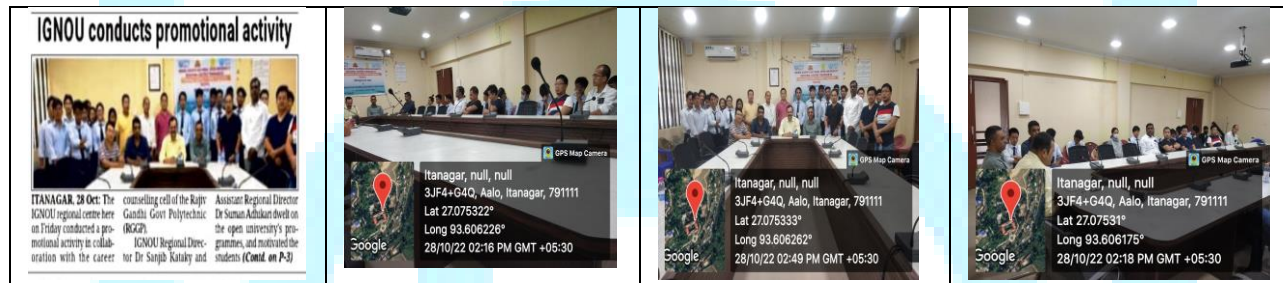 IGNOU conducts promotional activity
ITANAGAR, 28 Oct: The
IGNOU regional centre here
on Friday conducted a pro-
motional activity in collab-
oration with the career
counselling cell of the Rajiv
Gandhi Govt Polytechnic
(RGGP).
IGNOU Regional Direc-
tor Dr Sanjib Kataky and
Assistant Regional Director
Dr Suman Adhikari dwelt on
the open university's pro-
grammes, and motivated the
students (Contd. on P-3)
GPS Map Camera
Itanagar, null, null
3JF4+G4Q, Aalo, Itanagar, 791111
Lat 27.075322°
Long 93.606226°
28/10/22 02:16 PM GMT +05:30
Google
GPS Map Camera
Itanagar, null, null
3JF4+G4Q, Aalo, Itanagar, 791111
Lat 27.075333°
Long 93.606262°
28/10/22 02:49 PM GMT +05:30
Google
GPS Map Camera
Itanagar, null, null
3JF4+G4Q, Aalo, Itanagar, 791111
Lat 27.07531°
Long 93.606175°
28/10/22 02:18 PM GMT +05:30
Google